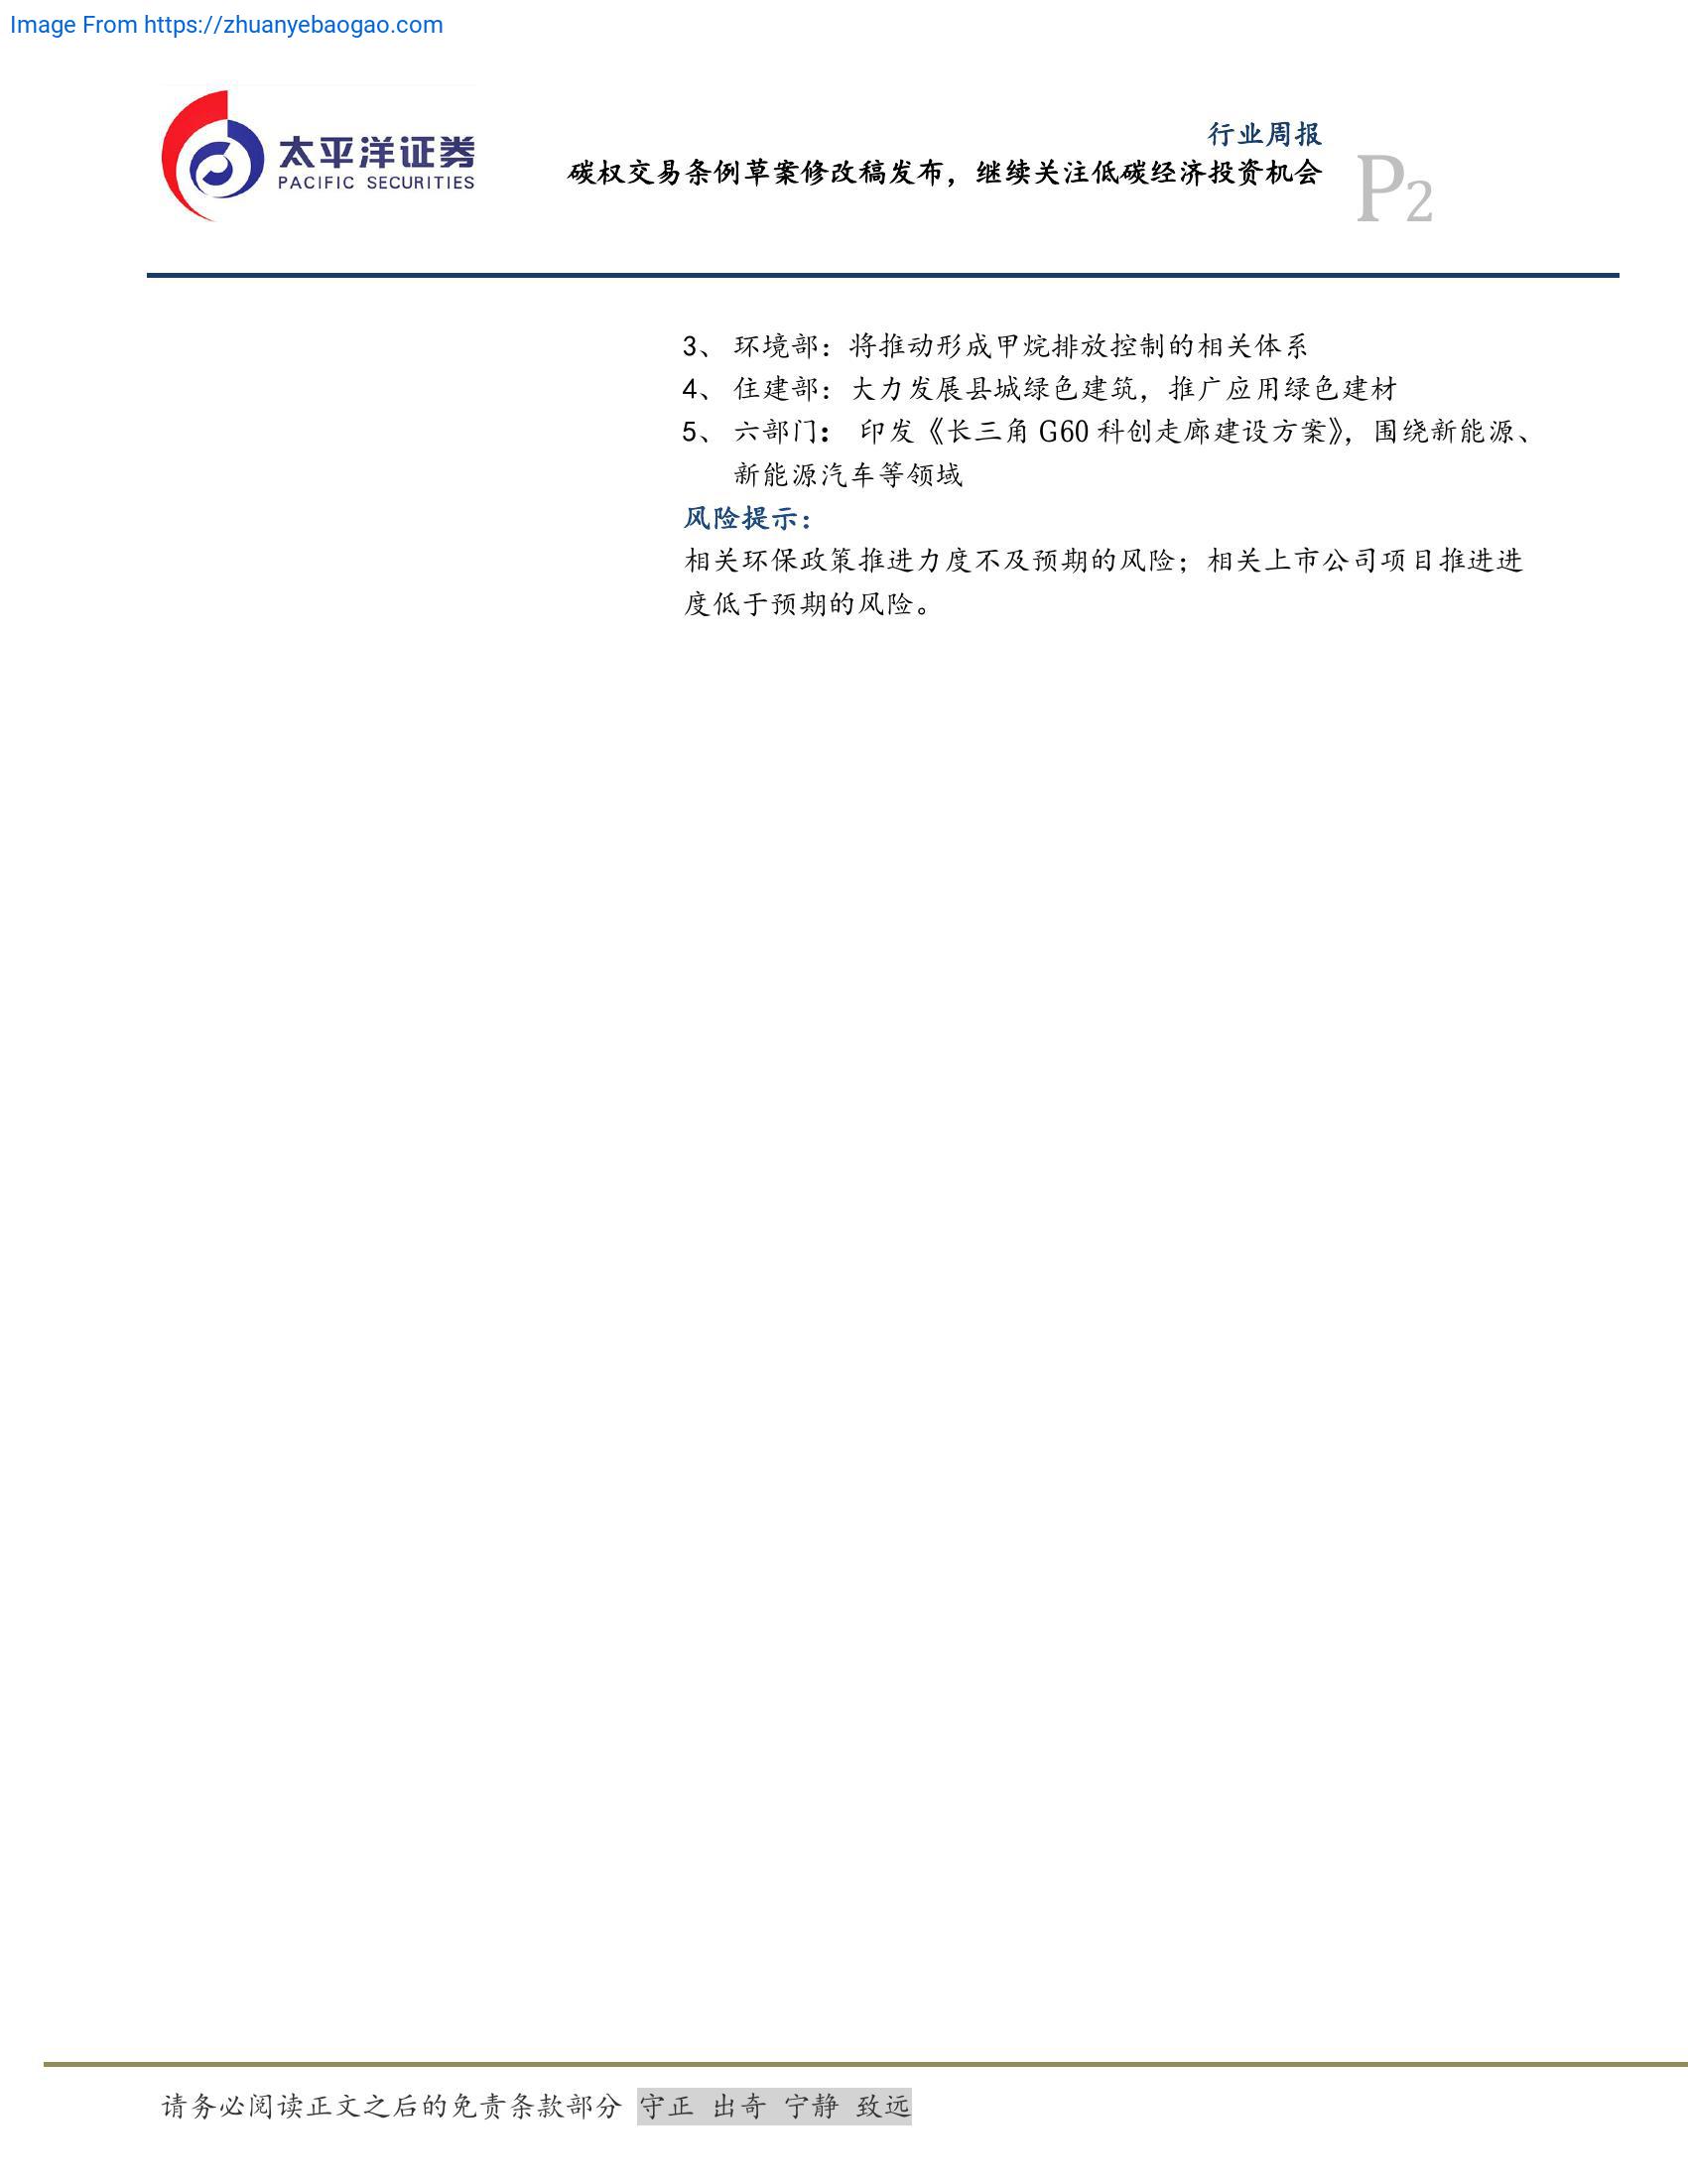 Image From https://zhuanyebaogao.com
太平洋证券
PACIFIC SECURITIES
行业周报
碳权交易条例草案修改稿发布，继续关注低碳经济投资机会
P2
3、 环境部：将推动形成甲烷排放控制的相关体系
4、 住建部：大力发展县城绿色建筑，推广应用绿色建材
5、 六部门： 印发《长三角 G60 科创走廊建设方案》，围绕新能源、
新能源汽车等领域
风险提示：
相关环保政策推进力度不及预期的风险；相关上市公司项目推进进
度低于预期的风险。
请务必阅读正文之后的免责条款部分 守正 出奇 宁静 致远